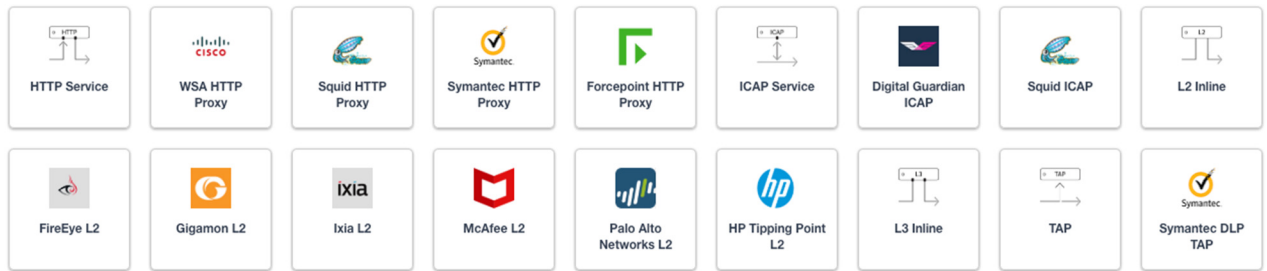 HTTP
CISCO
Symantec.
ICAP
L2
HTTP Service
WSA HTTP
Proxy
Squid HTTP
Proxy
Symantec HTTP
Proxy
Forcepoint HTTP
Proxy
ICAP Service
Digital Guardian
ICAP
Squid ICAP
L2 Inline
ixia
hp
L3
TAP
Symantec.
FireEye L2
Gigamon L2
Ixia L2
McAfee L2
Palo Alto
Networks L2
HP Tipping Point
L2
L3 Inline
TAP
Symantec DLP
TAP